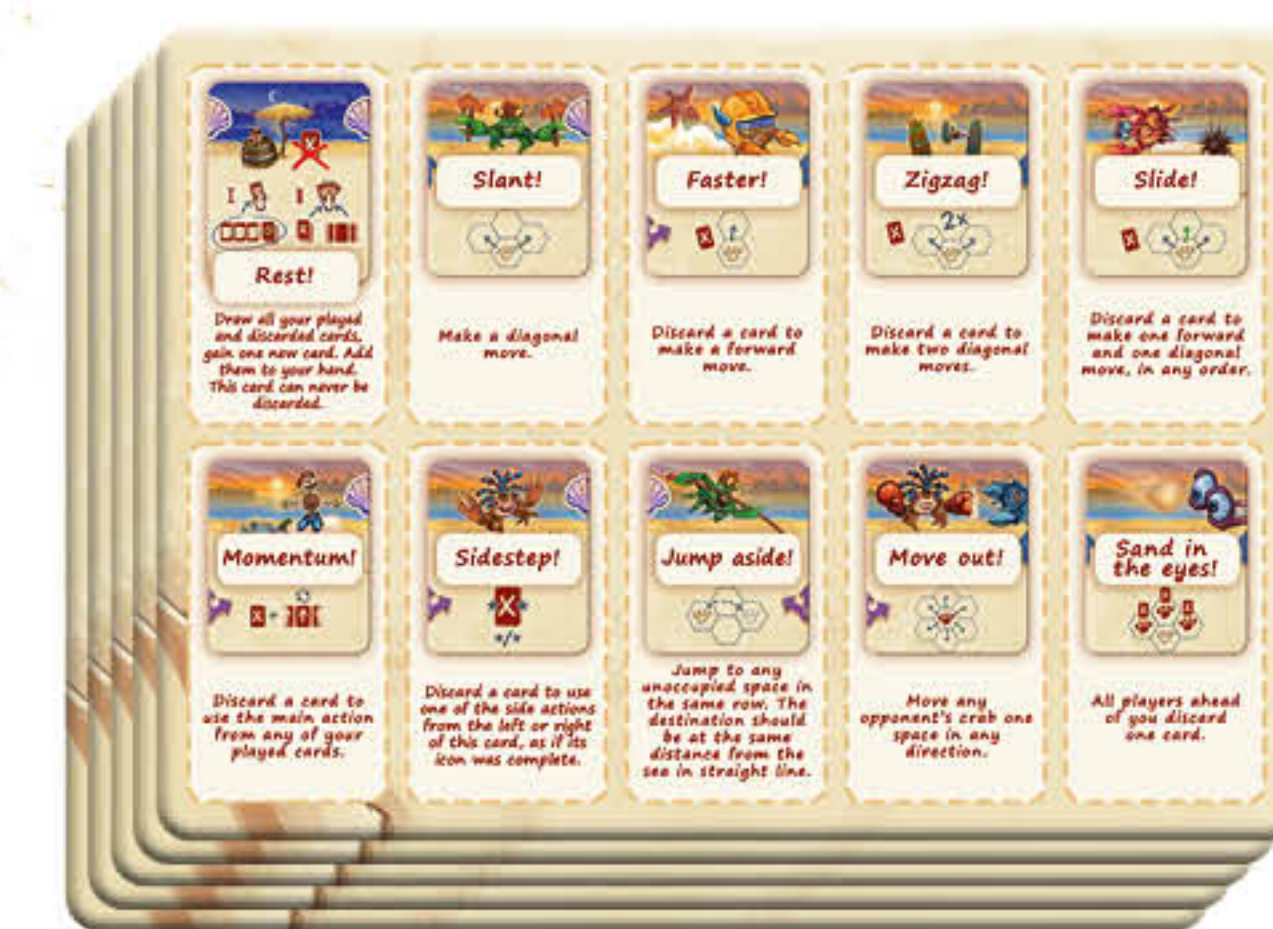 Rest!
Draw all your played
and discarded cards,
gain one new card. Add
them to your hand.
This card can never be
discarded.
Slant!
Make a diagonal
move.
Faster!
X
Discard a card to
make a forward
move.
Zigzag!
X
2x
Discard a card to
make two diagonal
moves.
Slide!
X
Discard a card to
make one forward
and one diagonal
move, in any order.
Momentum!
X
Discard a card to
use the main action
from any of your
played cards.
Sidestep!
X
*/*
Discard a card to use
one of the side actions
from the left or right
of this card, as if its
icon was complete.
Jump aside!
Jump to any
unoccupied space in
the same row. The
destination should
be at the same
distance from the
sea in straight line.
Move out!
Move any
opponent's crab one
space in any
direction.
Sand in
the eyes!
X X X
All players ahead
of you discard
one card.